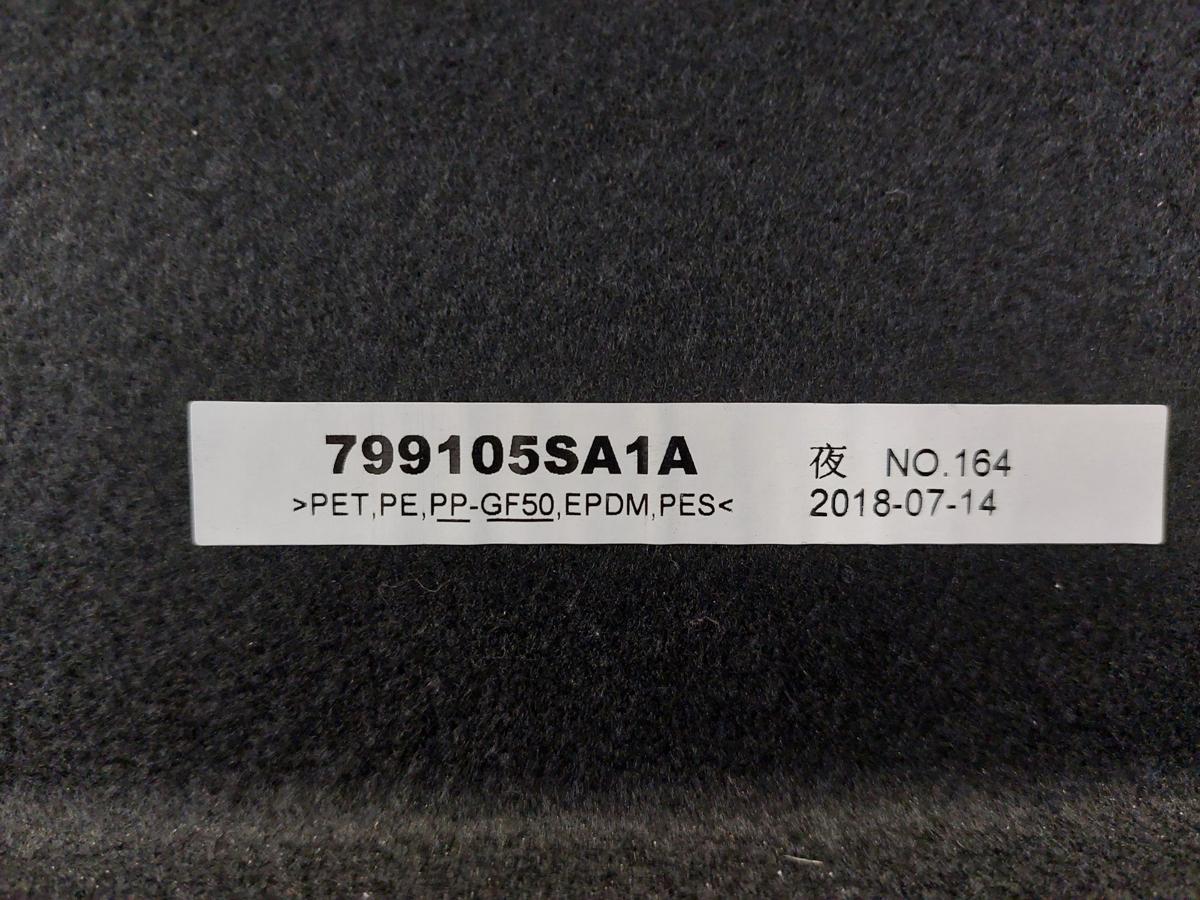 799105SA1A 夜 NO.164
>PET,PE,PP-GF50,EPDM,PES< 2018-07-14